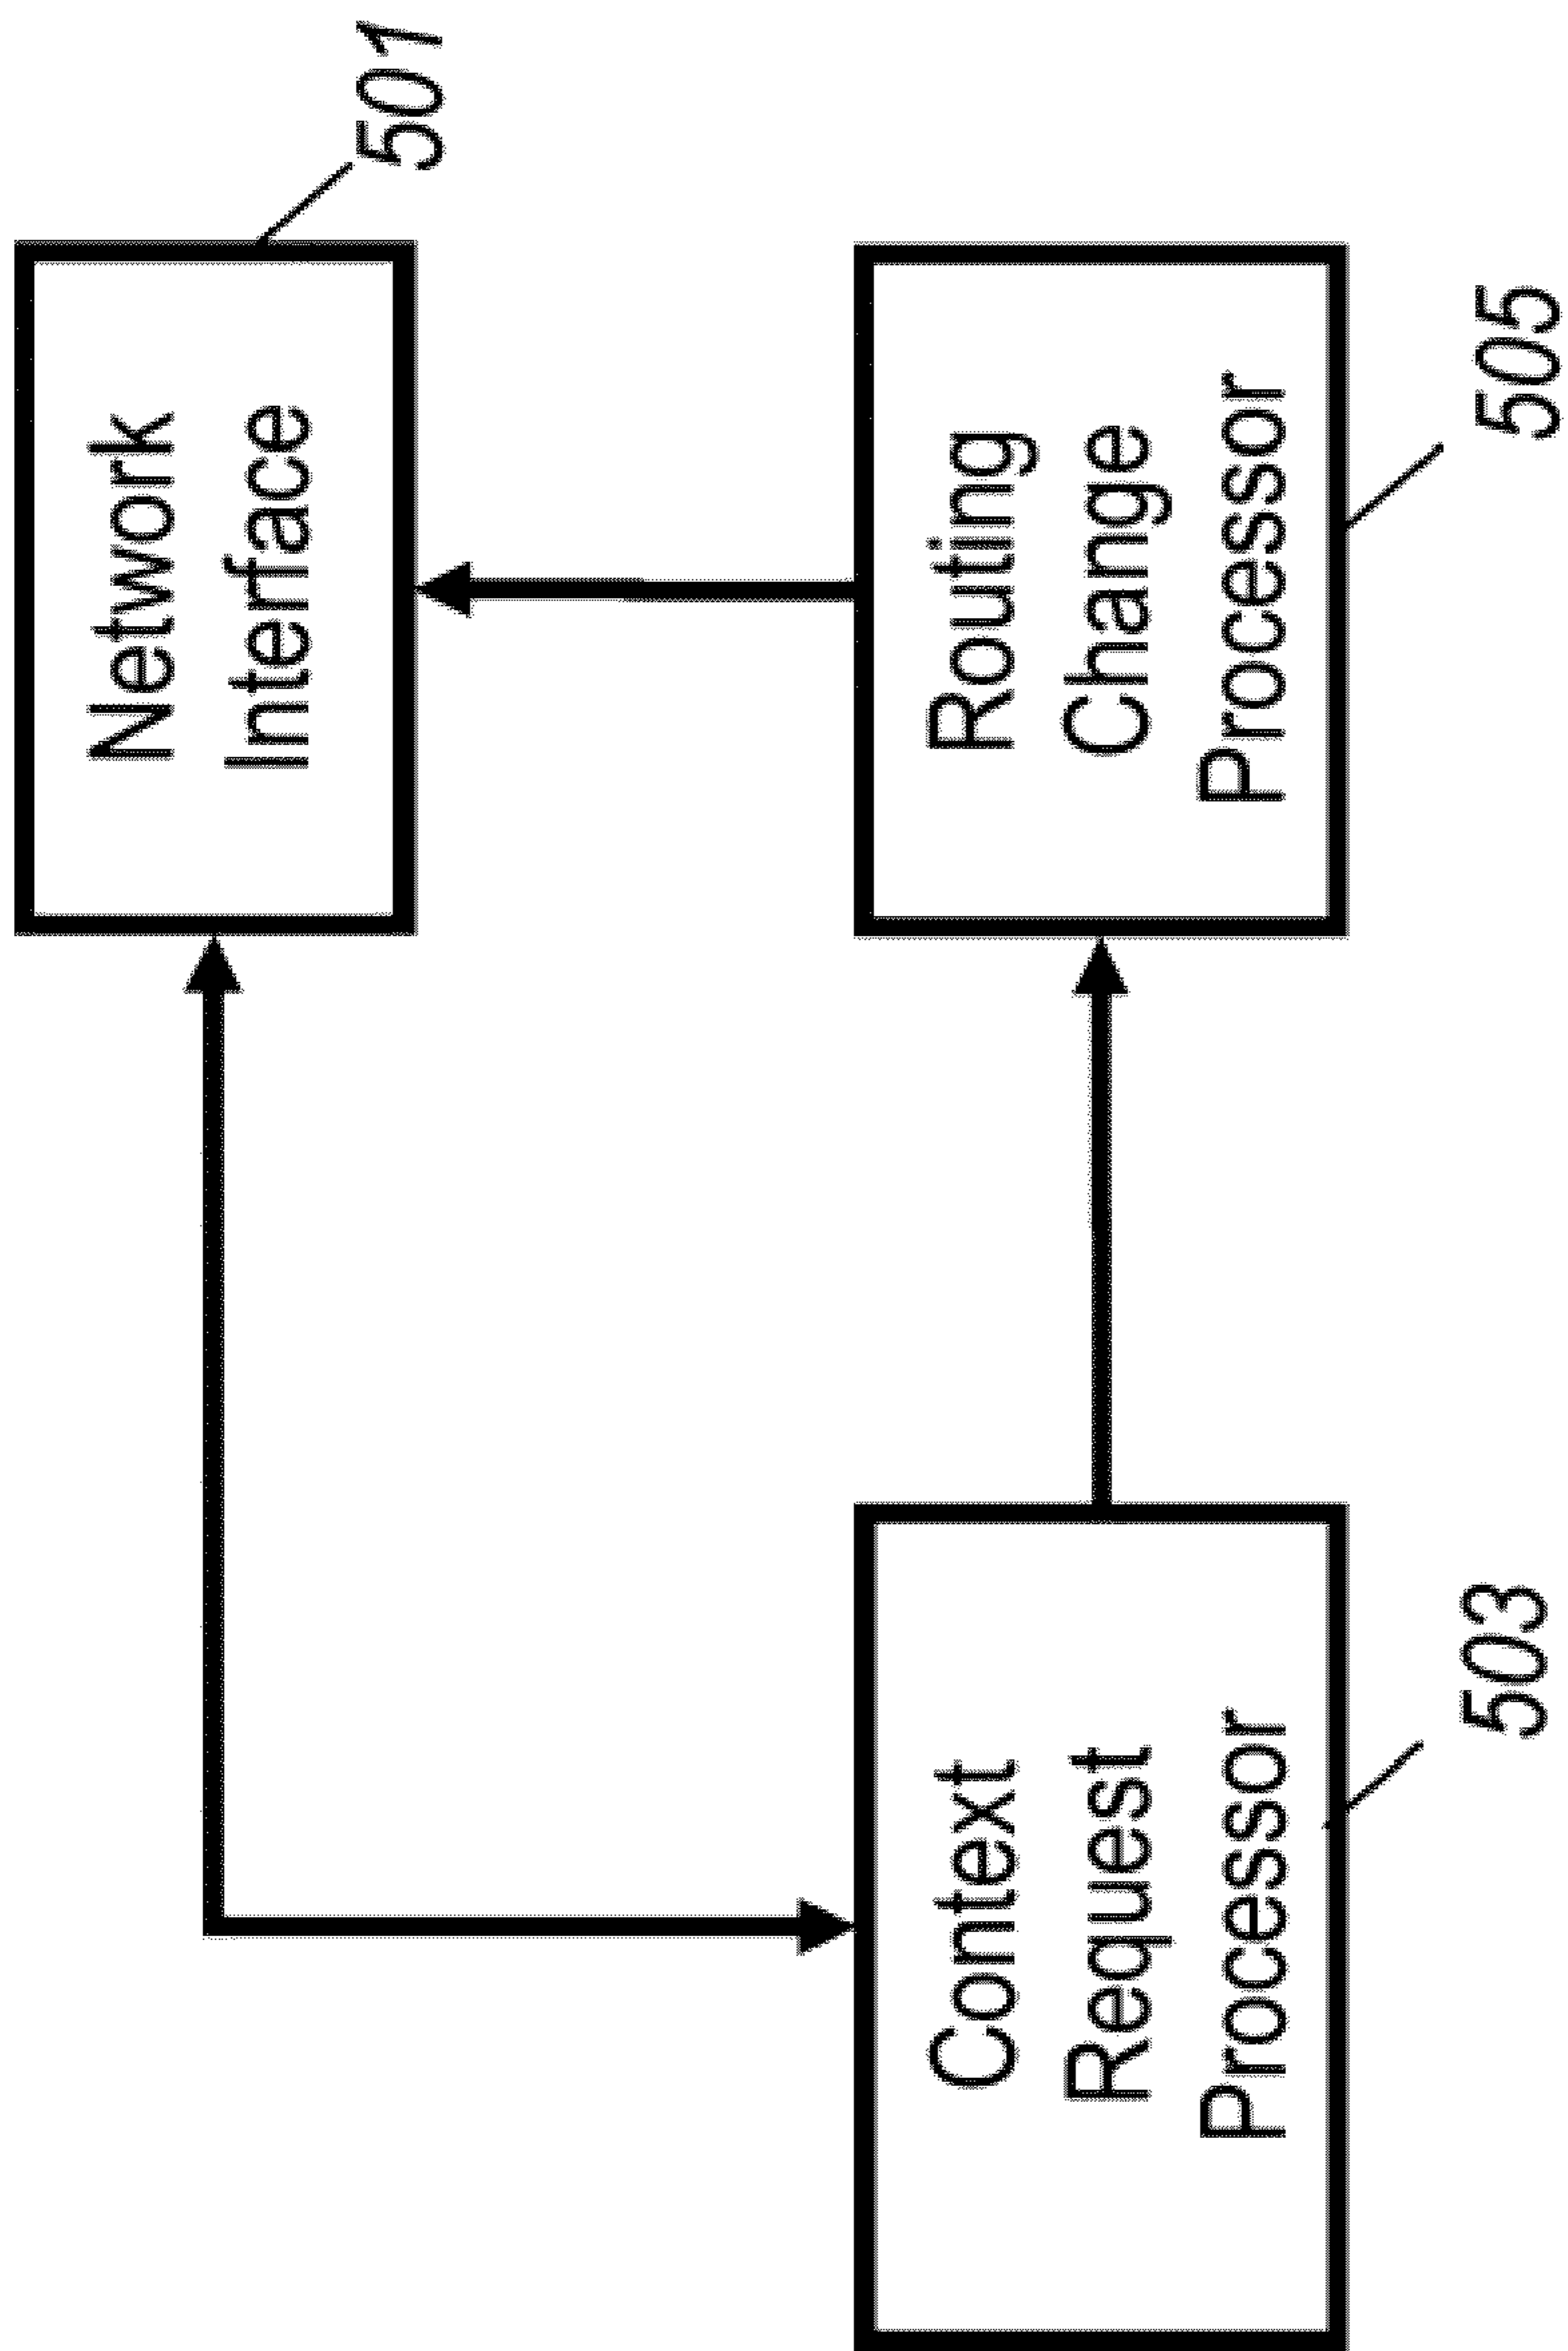 Network
Interface
501
Context
Request
Processor
503
Routing
Change
Processor
505